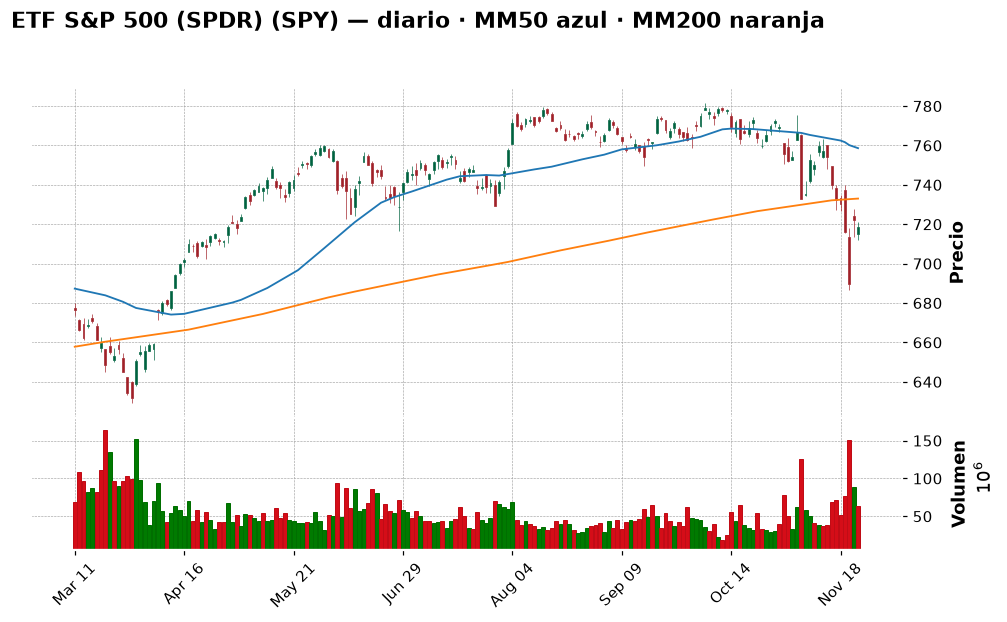 ETF S&P 500 (SPDR) (SPY) — diario · MM50 azul · MM200 naranja
780
760
740
720
700
680
660
640
Precio
150
100
50
Volumen
10^6
Mar 11
Apr 16
May 21
Jun 29
Aug 04
Sep 09
Oct 14
Nov 18